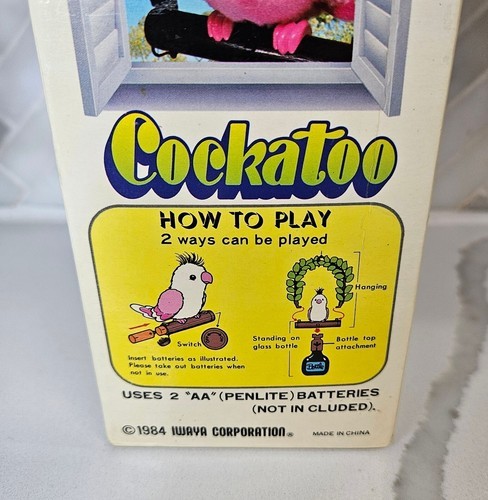 Cockatoo
HOW TO PLAY
2 ways can be played
Hanging
Switch
Standing on
glass bottle
Bottle top
attachment
Insert batteries as illustrated.
Please take out batteries when
not in use.
USES 2 "AA" (PENLITE) BATTERIES
(NOT IN CLUDED).
©1984 IWAYA CORPORATION®
MADE IN CHINA